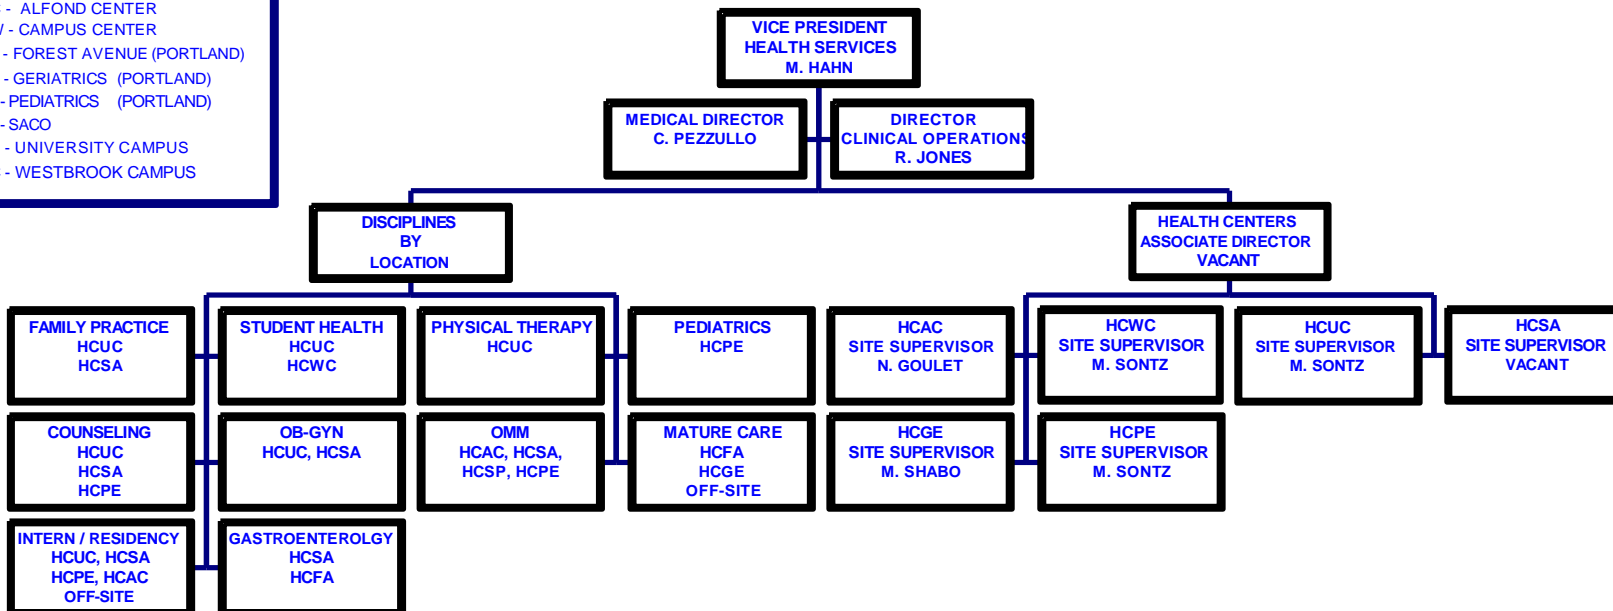 - ALFOND CENTER
- CAMPUS CENTER
- FOREST AVENUE (PORTLAND)
- GERIATRICS (PORTLAND)
- PEDIATRICS (PORTLAND)
- SACO
- UNIVERSITY CAMPUS
- WESTBROOK CAMPUS
VICE PRESIDENT
HEALTH SERVICES
M. HAHN
MEDICAL DIRECTOR
C. PEZZULLO
DIRECTOR
CLINICAL OPERATIONS
R. JONES
DISCIPLINES
BY
LOCATION
HEALTH CENTERS
ASSOCIATE DIRECTOR
VACANT
FAMILY PRACTICE
HCUC
HCSA
STUDENT HEALTH
HCUC
HCWC
PHYSICAL THERAPY
HCUC
PEDIATRICS
HCPE
HCAC
SITE SUPERVISOR
N. GOULET
HCWC
SITE SUPERVISOR
M. SONTZ
HCUC
SITE SUPERVISOR
M. SONTZ
HCSA
SITE SUPERVISOR
VACANT
COUNSELING
HCUC
HCSA
HCPE
OB-GYN
HCUC, HCSA
OMM
HCAC, HCSA,
HCSP, HCPE
MATURE CARE
HCFA
HCGE
OFF-SITE
HCGE
SITE SUPERVISOR
M. SHABO
HCPE
SITE SUPERVISOR
M. SONTZ
INTERN / RESIDENCY
HCUC, HCSA
HCPE, HCAC
OFF-SITE
GASTROENTEROLGY
HCSA
HCFA